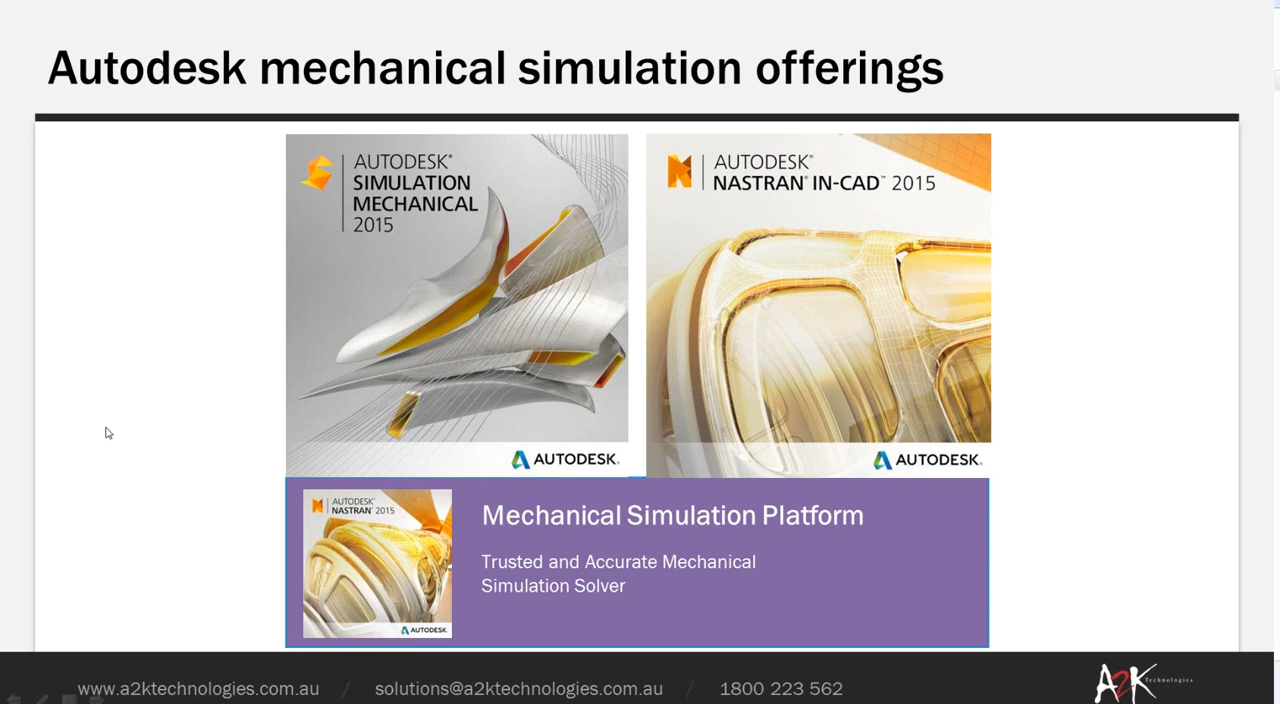 Autodesk mechanical simulation offerings
AUTODESK®
SIMULATION
MECHANICAL
2015
AUTODESK.
AUTODESK®
NASTRAN® IN-CAD™ 2015
AUTODESK.
AUTODESK®
NASTRAN® 2015
AUTODESK.
Mechanical Simulation Platform
Trusted and Accurate Mechanical
Simulation Solver
www.a2ktechnologies.com.au / solutions@a2ktechnologies.com.au / 1800 223 562
A2K Technologies